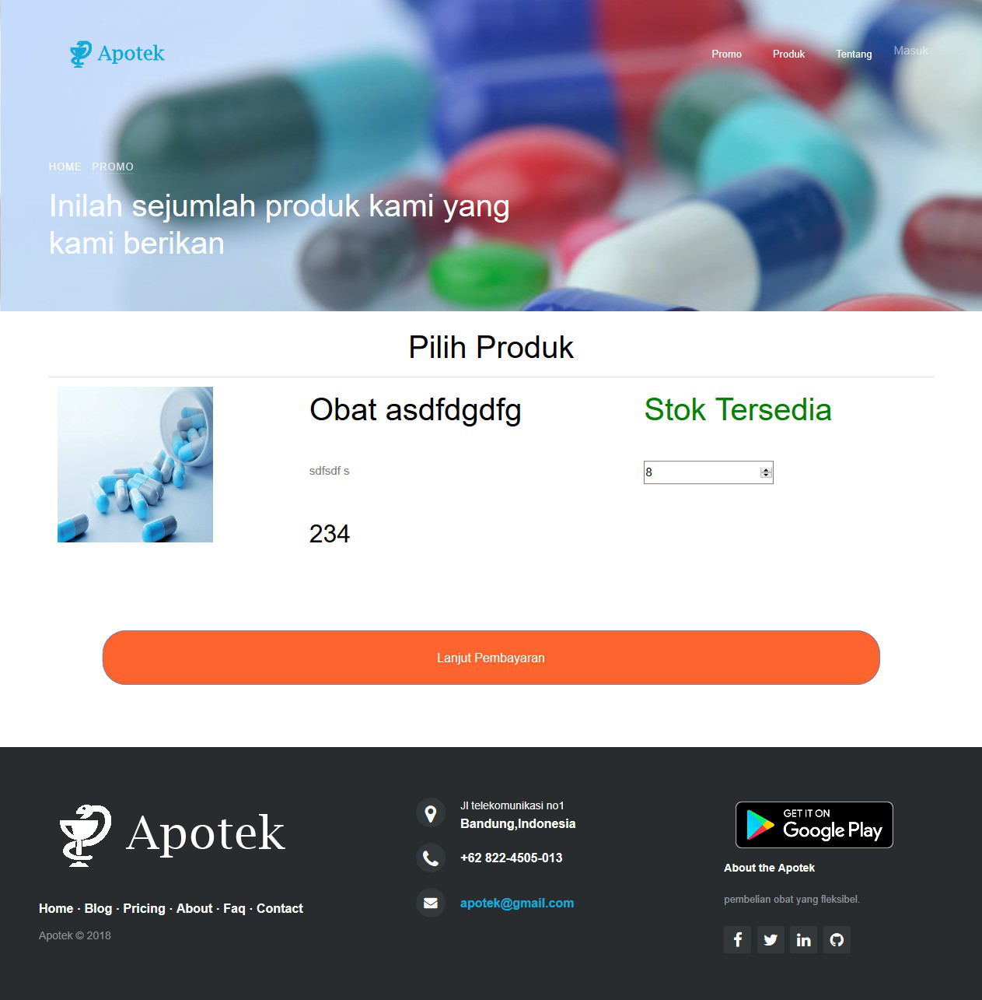 Apotek
Promo Produk Tentang Masuk
HOME PROMO
Inilah sejumlah produk kami yang
kami berikan
Pilih Produk
Obat asdfdgdfg
Stok Tersedia
sdfsdf s
8
234
Lanjut Pembayaran
Apotek
Home · Blog · Pricing · About · Faq · Contact
Apotek © 2018
Jl telekomunikasi no1
Bandung,Indonesia
+62 822-4505-013
apotek@gmail.com
GET IT ON
Google Play
About the Apotek
pembelian obat yang fleksibel.